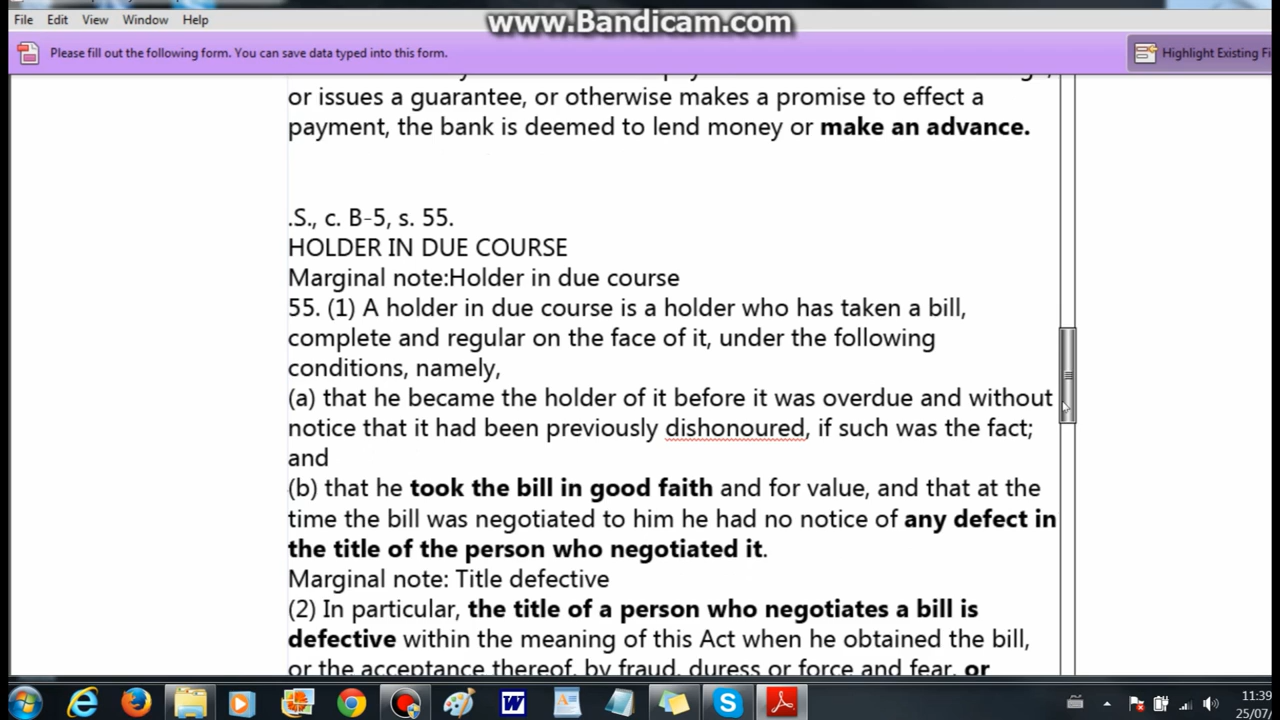 www.Bandicam.com
File Edit View Window Help
Please fill out the following form. You can save data typed into this form.
Highlight Existing Fi
or issues a guarantee, or otherwise makes a promise to effect a
payment, the bank is deemed to lend money or make an advance.
.S., c. B-5, s. 55.
HOLDER IN DUE COURSE
Marginal note:Holder in due course
55. (1) A holder in due course is a holder who has taken a bill,
complete and regular on the face of it, under the following
conditions, namely,
(a) that he became the holder of it before it was overdue and without
notice that it had been previously dishonoured, if such was the fact;
and
(b) that he took the bill in good faith and for value, and that at the
time the bill was negotiated to him he had no notice of any defect in
the title of the person who negotiated it.
Marginal note: Title defective
(2) In particular, the title of a person who negotiates a bill is
defective within the meaning of this Act when he obtained the bill,
or the acceptance thereof, by fraud, duress or force and fear, or
11:39
25/07